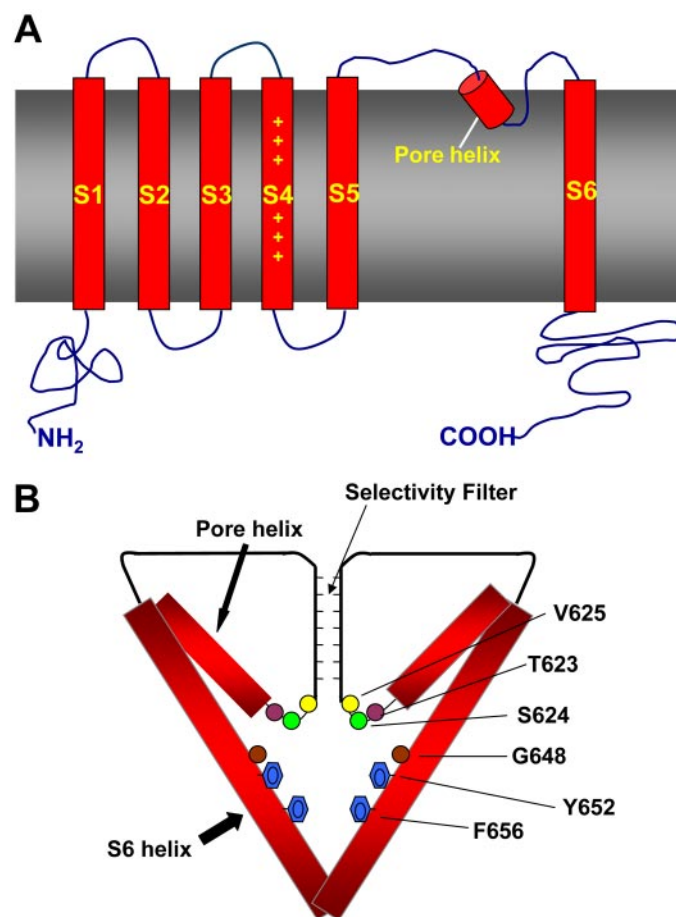 A
S1
S2
S3
S4
+
+
+
+
+
+
S5
Pore helix
S6
NH₂
COOH
B
Selectivity Filter
Pore helix
V625
T623
S624
G648
Y652
F656
S6 helix